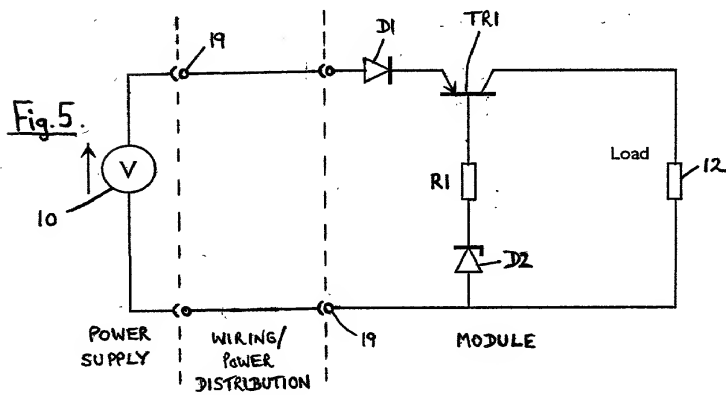 TR1
D1
19
Fig.5.
V
10
Load
12
R1
D2
19
POWER
SUPPLY
WIRING/
POWER
DISTRIBUTION
MODULE